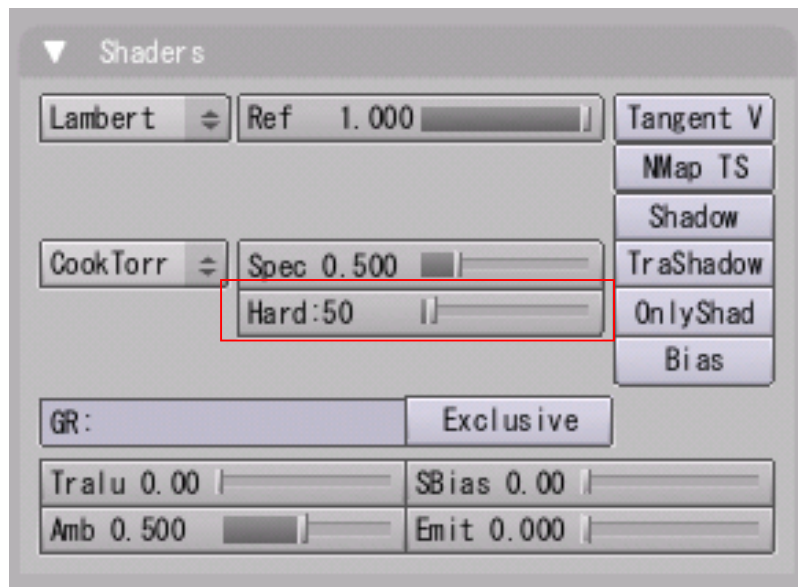 Shaders
Lambert Ref 1.000 Tangent V
NMap TS
Shadow
CookTorr Spec 0.500 TraShadow
Hard:50 OnlyShad
Bias
GR: Exclusive
Tralu 0.00 SBias 0.00
Amb 0.500 Emit 0.000